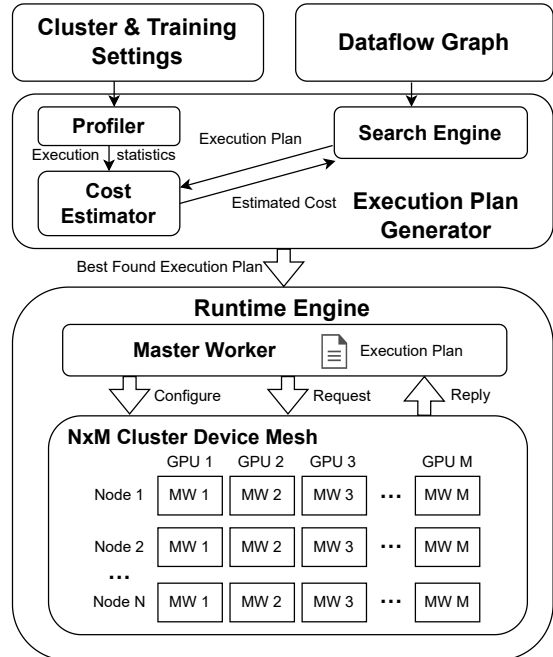 Cluster & Training
Settings
Dataflow Graph
Profiler
Search Engine
Execution Plan
Execution statistics
Cost
Estimator
Estimated Cost
Execution Plan
Generator
Best Found Execution Plan
Runtime Engine
Master Worker
Execution Plan
Configure
Request
Reply
NxM Cluster Device Mesh
GPU 1 GPU 2 GPU 3 GPU M
Node 1 MW 1 MW 2 MW 3 ... MW M
Node 2 MW 1 MW 2 MW 3 ... MW M
...
Node N MW 1 MW 2 MW 3 ... MW M